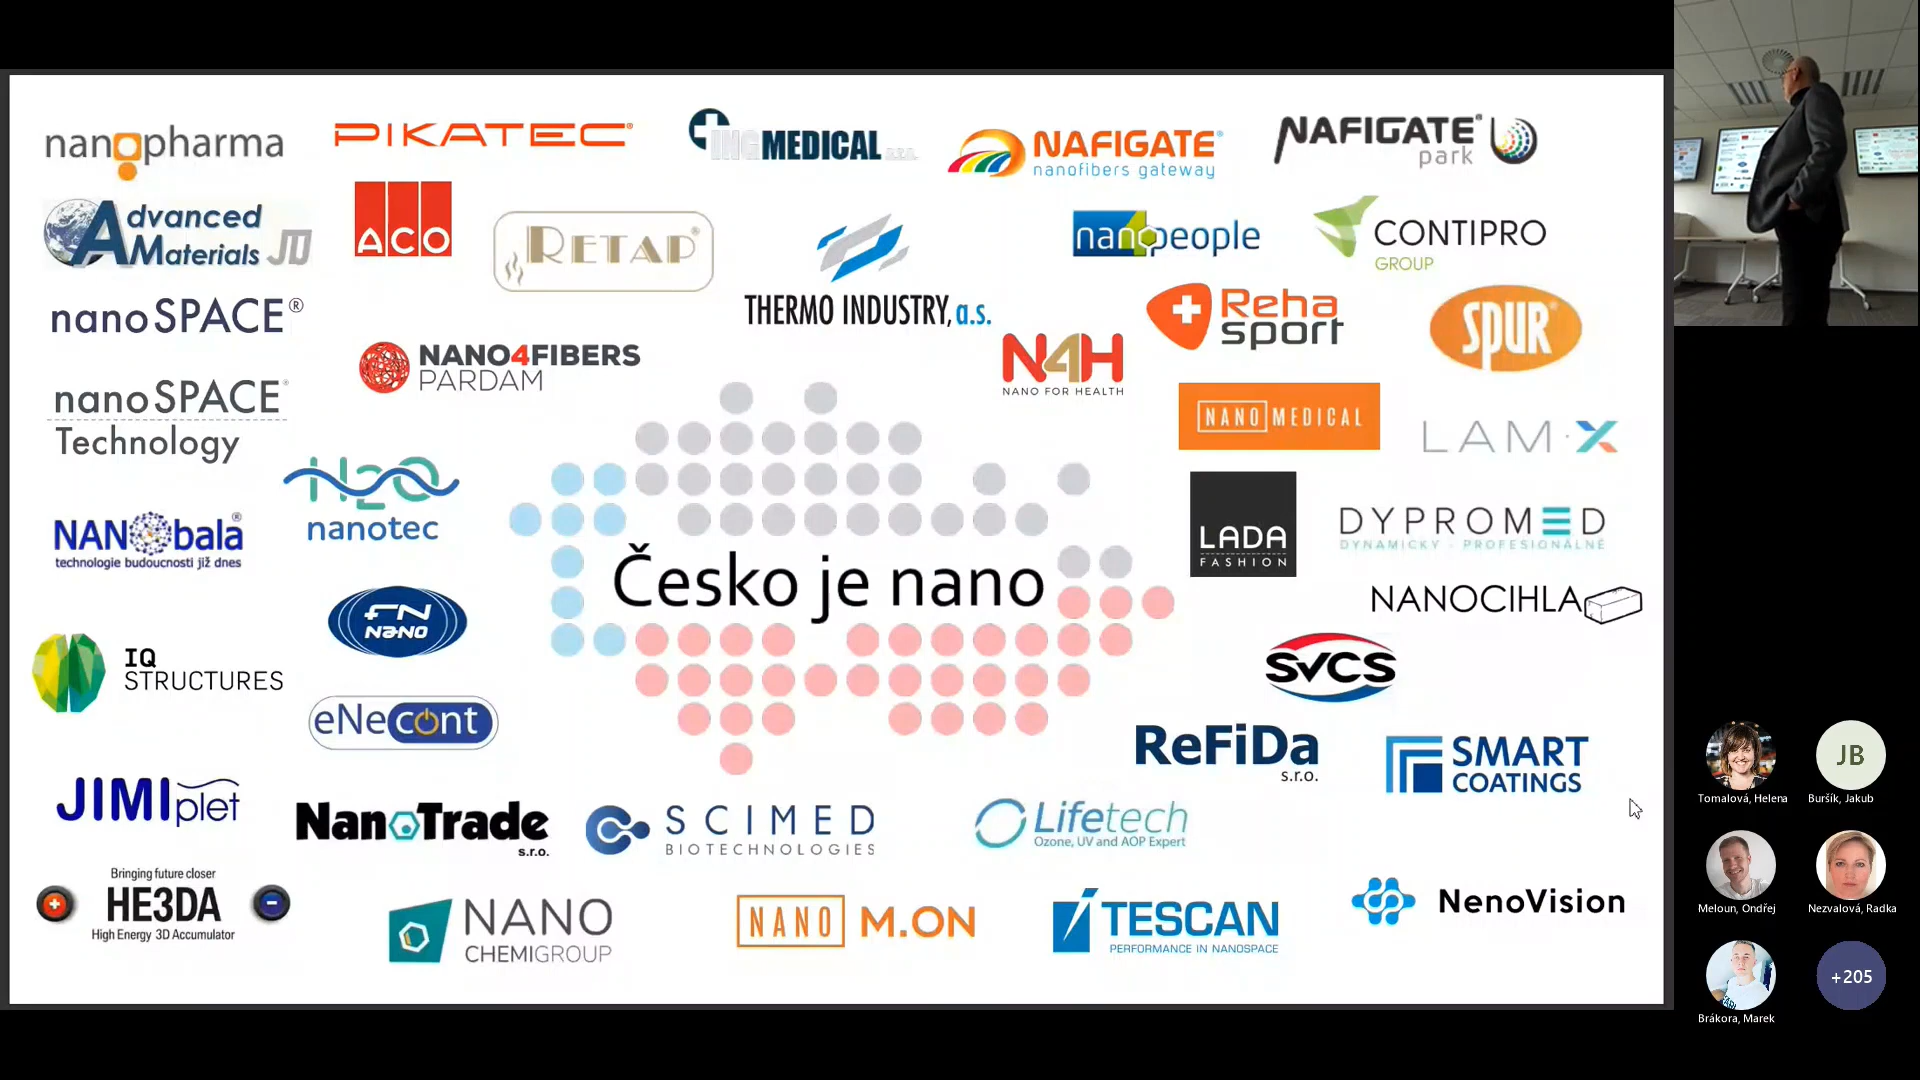 nanopharma
PIKATEC®
ING MEDICAL s.r.o.
NAFIGATE®
nanofibers gateway
NAFIGATE®
park
Advanced
Materials JTJ
ACO
RETAP®
THERMO INDUSTRY, a.s.
nanopeople
CONTIPRO
GROUP
nanoSPACE®
NANO4FIBERS
PARDAM
N4H
NANO FOR HEALTH
Reha
sport
SPUR®
nanoSPACE®
Technology
NANO MEDICAL
LAM·X
H2O
nanotec
NANObala®
technologie budoucnosti již dnes
LADA
FASHION
DYPROMED
DYNAMICKY - PROFESIONÁLNĚ
Česko je nano
NANOCIHLA
FN
NANO
IQ
STRUCTURES
SVCS
eNecont
ReFiDa
s.r.o.
SMART
COATINGS
JIMIplet
NanoTrade
s.r.o.
SCIMED
BIOTECHNOLOGIES
Lifetech
Ozone, UV and AOP Expert
Bringing future closer
HE3DA
High Energy 3D Accumulator
NANO
CHEMIGROUP
NANO M.ON
TESCAN
PERFORMANCE IN NANOSPACE
NenoVision
Tomalová, Helena
JB
Buršík, Jakub
Meloun, Ondřej
Nezvalová, Radka
Brákora, Marek
+205